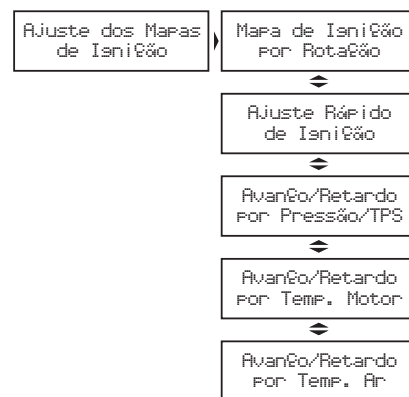 Ajuste dos Mapas
de Ignição
Mapa de Ignição
por Rotação
Ajuste Rápido
de Ignição
Avanço/Retardo
por Pressão/TPS
Avanço/Retardo
por Temp. Motor
Avanço/Retardo
por Temp. Ar